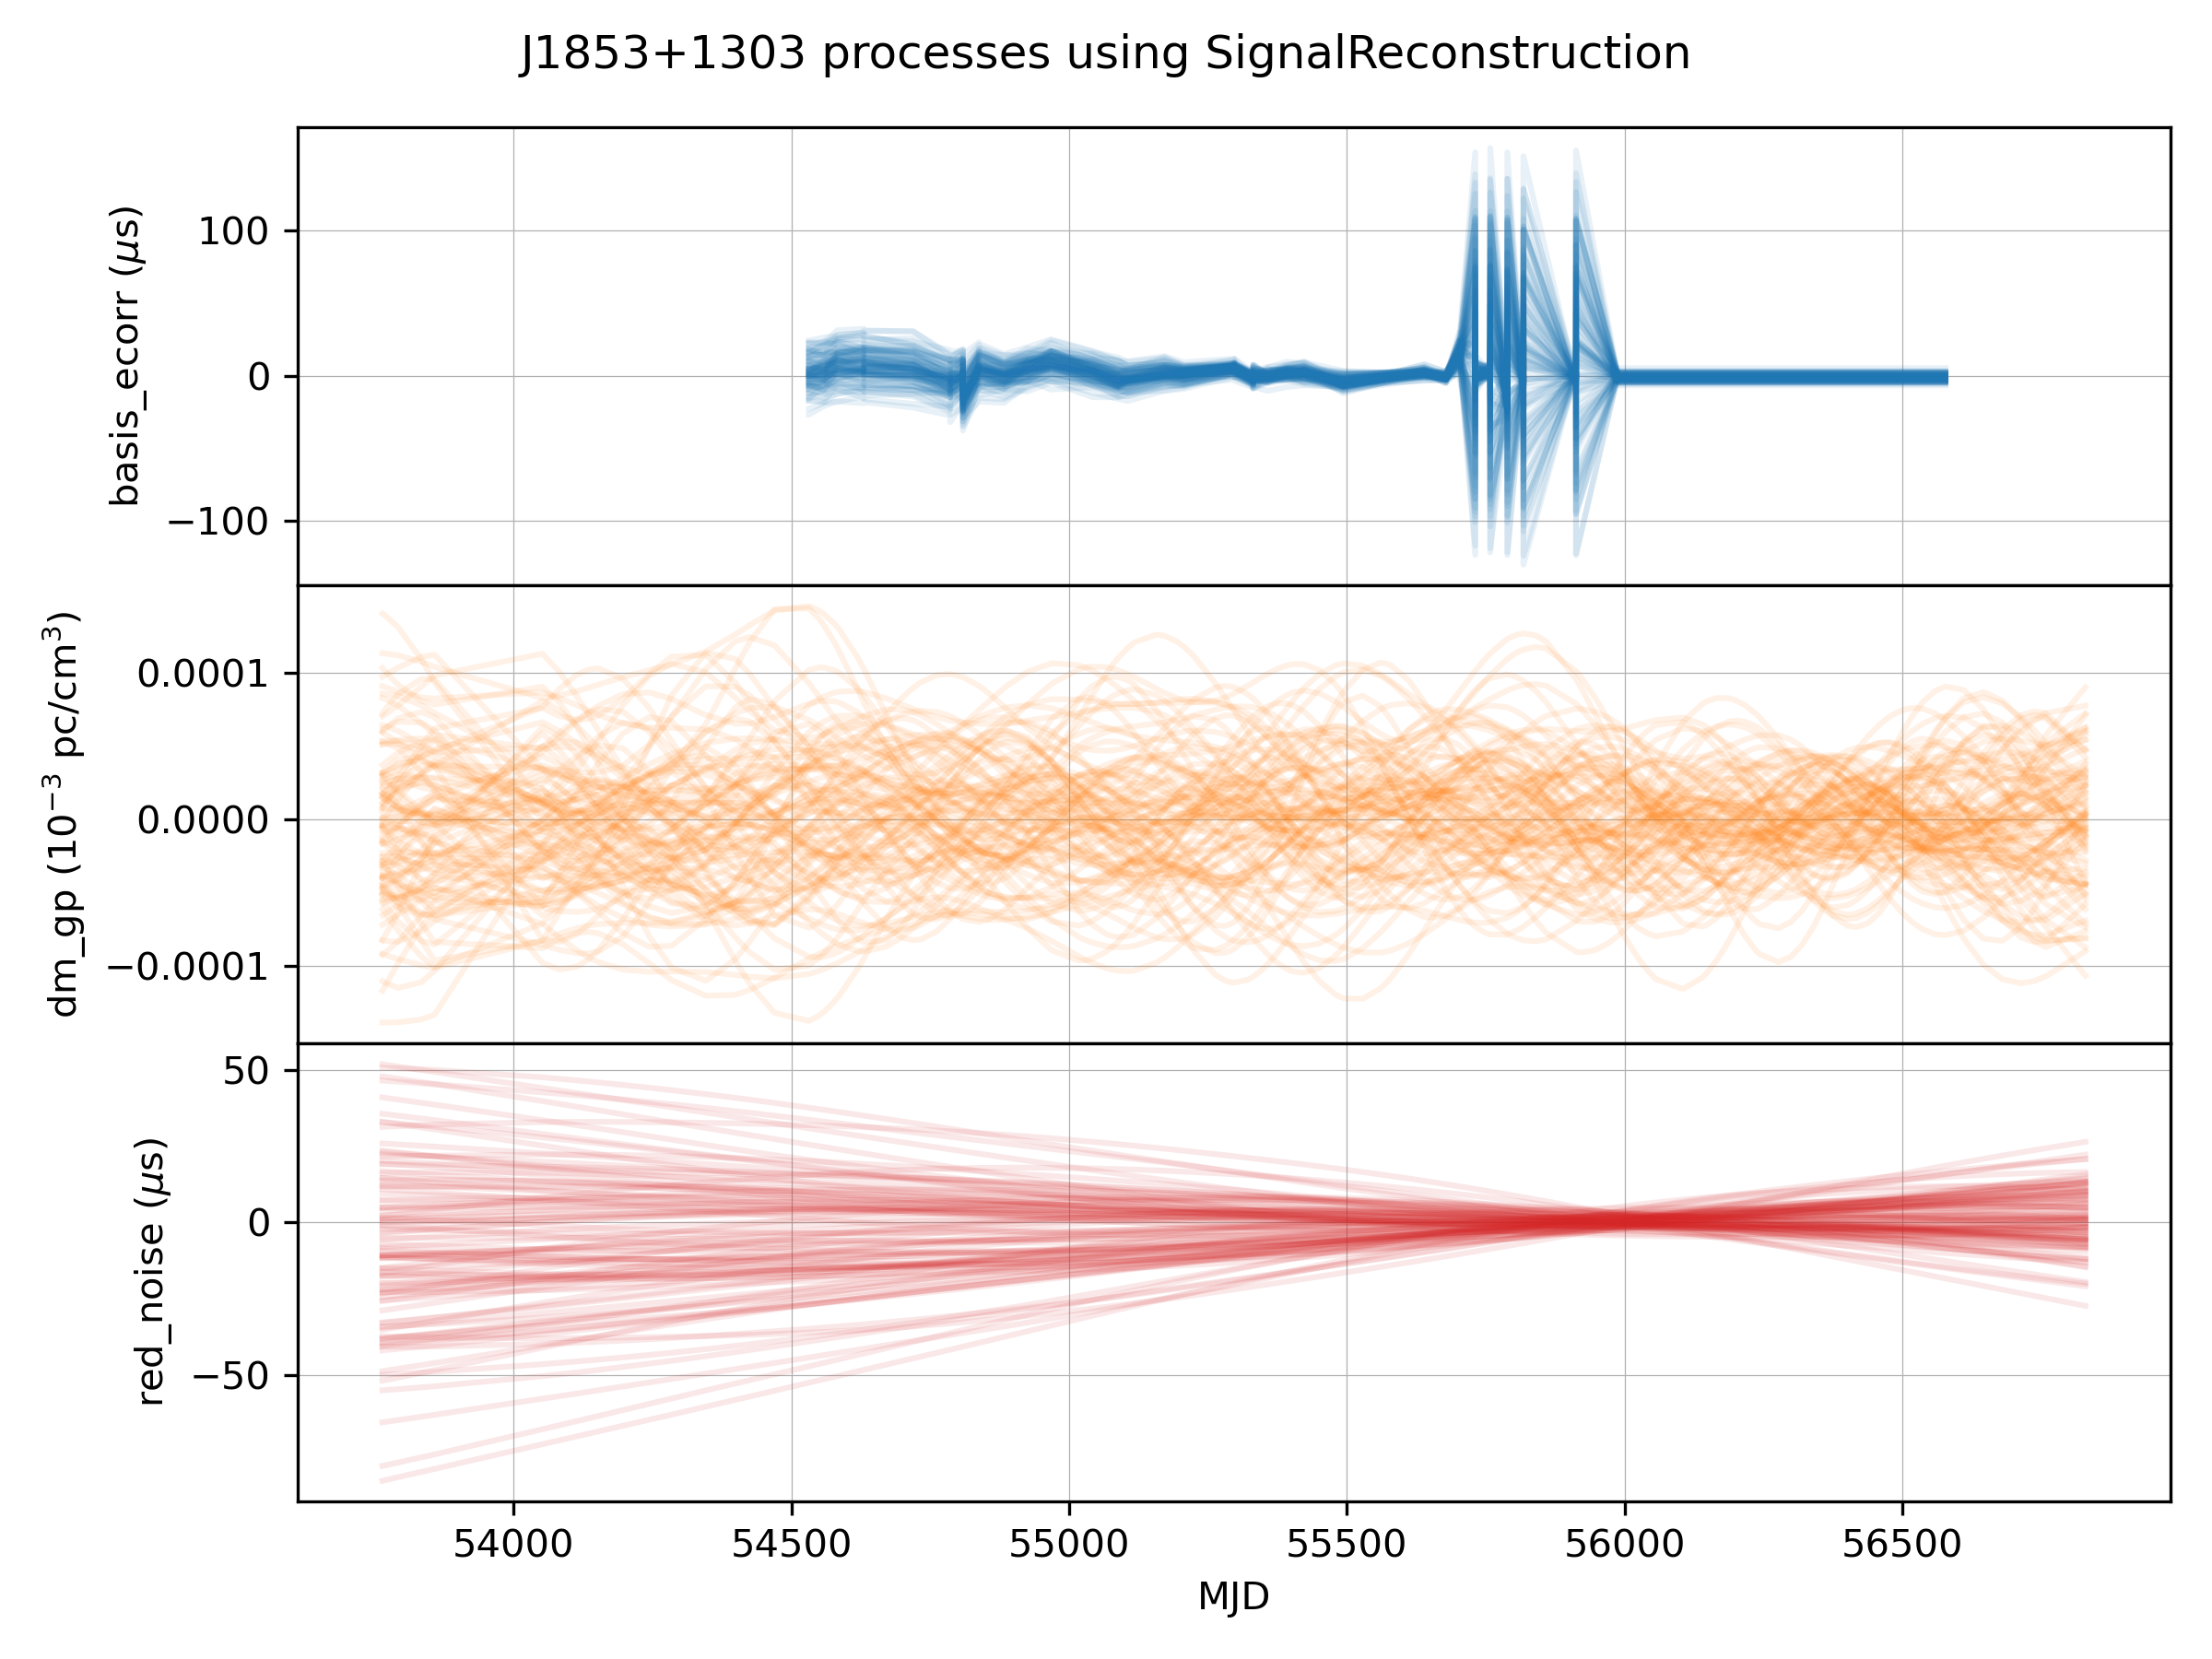 J1853+1303 processes using SignalReconstruction
basis_ecorr (μs)
100
0
−100
dm_gp (10⁻³ pc/cm³)
0.0001
0.0000
−0.0001
red_noise (μs)
50
0
−50
54000 54500 55000 55500 56000 56500
MJD